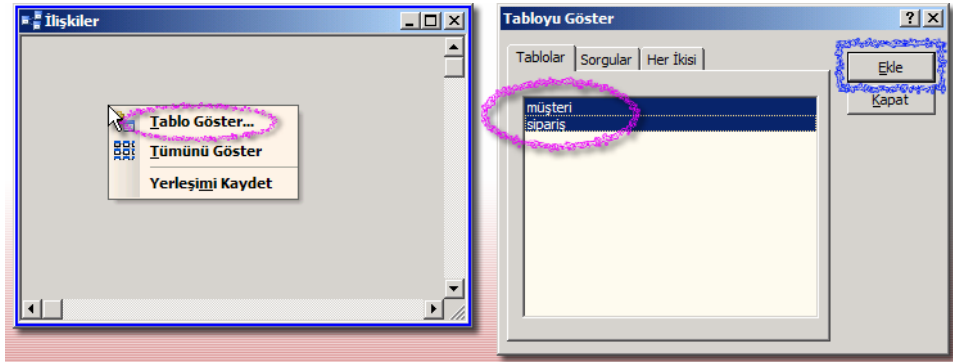 İlişkiler
Tablo Göster...
Tümünü Göster
Yerleşimi Kaydet
Tabloyu Göster
Tablolar Sorgular Her İkisi
müşteri
sipariş
Ekle
Kapat